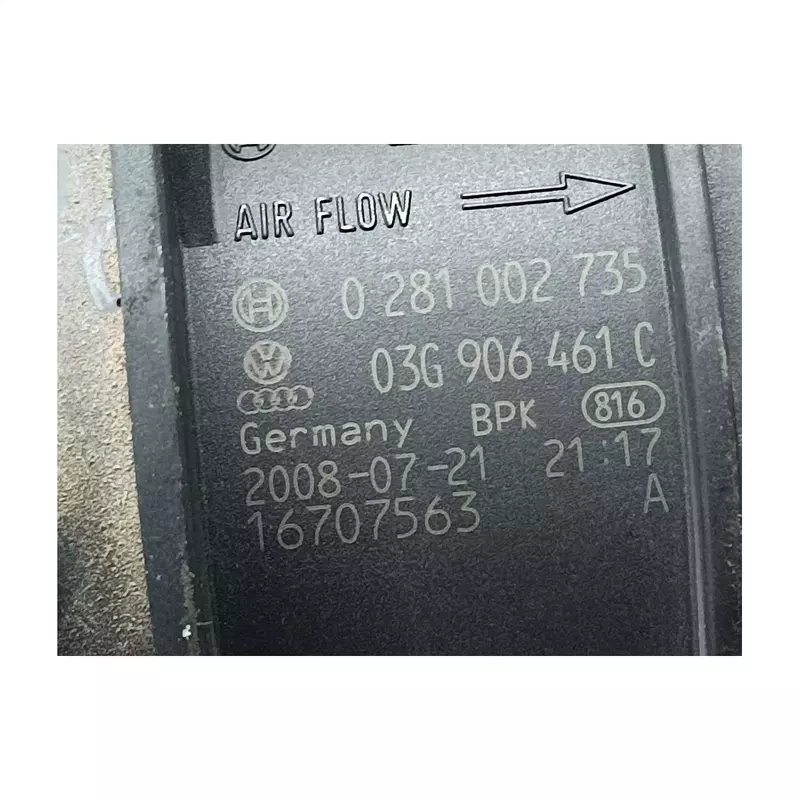 AIR FLOW
0 281 002 735
03G 906 461 C
Germany BPK 816
2008-07-21 21:17
16707563 A